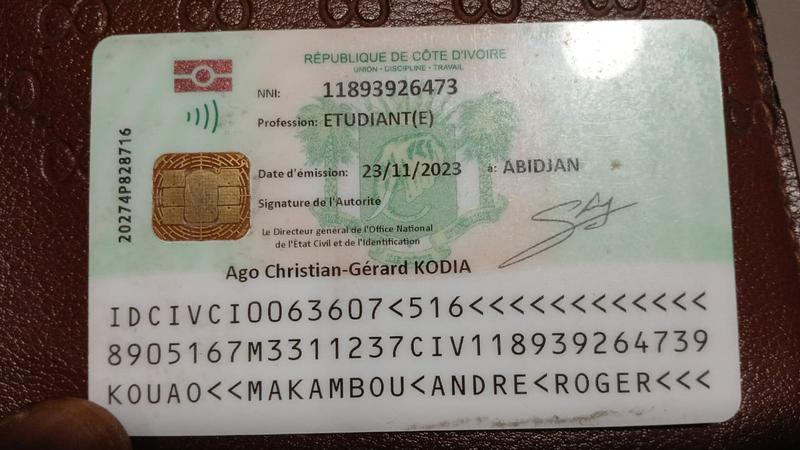 RÉPUBLIQUE DE CÔTE D'IVOIRE
UNION - DISCIPLINE - TRAVAIL
NNI: 11893926473
Profession: ETUDIANT(E)
20274P828716
Date d'émission: 23/11/2023 à: ABIDJAN
Signature de l'Autorité
Le Directeur général de l'Office National
de l'État Civil et de l'Identification
Ago Christian-Gérard KODIA
IDCIVCI0063607<516<<<<<<<<<<<<
8905167M3311237CIV118939264739
KOUAO<<MAKAMBOU<ANDRE<ROGER<<<